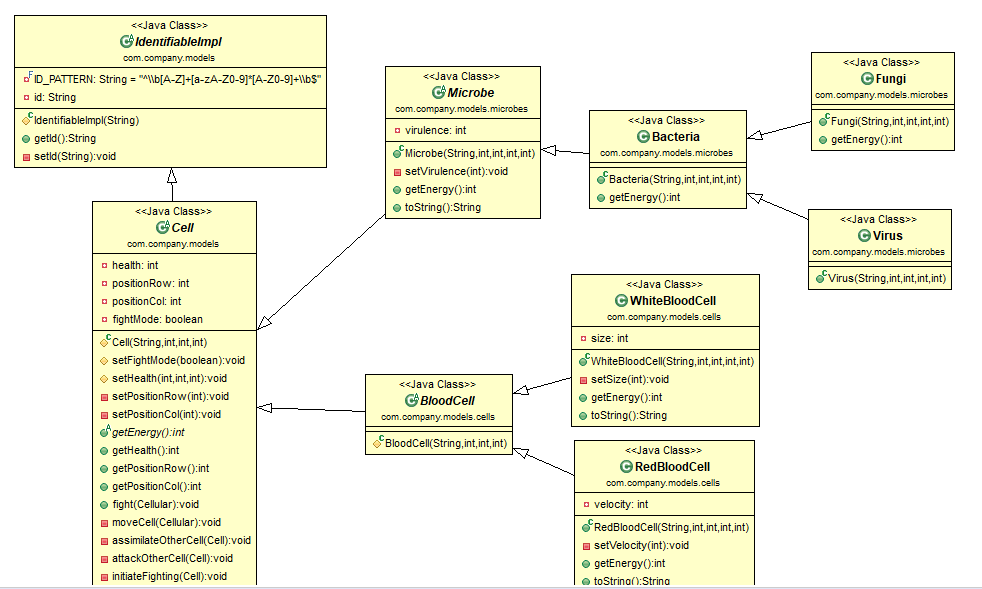 <<Java Class>>
IdentifiableImpl
com.company.models
ID_PATTERN: String = "^\\b[A-Z]+[a-zA-Z0-9]*[A-Z0-9]+\\b$"
id: String
IdentifiableImpl(String)
getId():String
setId(String):void
<<Java Class>>
Cell
com.company.models
health: int
positionRow: int
positionCol: int
fightMode: boolean
Cell(String,int,int,int)
setFightMode(boolean):void
setHealth(int,int,int):void
setPositionRow(int):void
setPositionCol(int):void
getEnergy():int
getHealth():int
getPositionRow():int
getPositionCol():int
fight(Cellular):void
moveCell(Cellular):void
assimilateOtherCell(Cell):void
attackOtherCell(Cell):void
initiateFighting(Cell):void
<<Java Class>>
Microbe
com.company.models.microbes
virulence: int
Microbe(String,int,int,int,int)
setVirulence(int):void
getEnergy():int
toString():String
<<Java Class>>
Bacteria
com.company.models.microbes
Bacteria(String,int,int,int,int)
getEnergy():int
<<Java Class>>
Fungi
com.company.models.microbes
Fungi(String,int,int,int,int)
getEnergy():int
<<Java Class>>
Virus
com.company.models.microbes
Virus(String,int,int,int,int)
<<Java Class>>
BloodCell
com.company.models.cells
BloodCell(String,int,int,int)
<<Java Class>>
WhiteBloodCell
com.company.models.cells
size: int
WhiteBloodCell(String,int,int,int,int)
setSize(int):void
getEnergy():int
toString():String
<<Java Class>>
RedBloodCell
com.company.models.cells
velocity: int
RedBloodCell(String,int,int,int,int)
setVelocity(int):void
getEnergy():int
toString():String